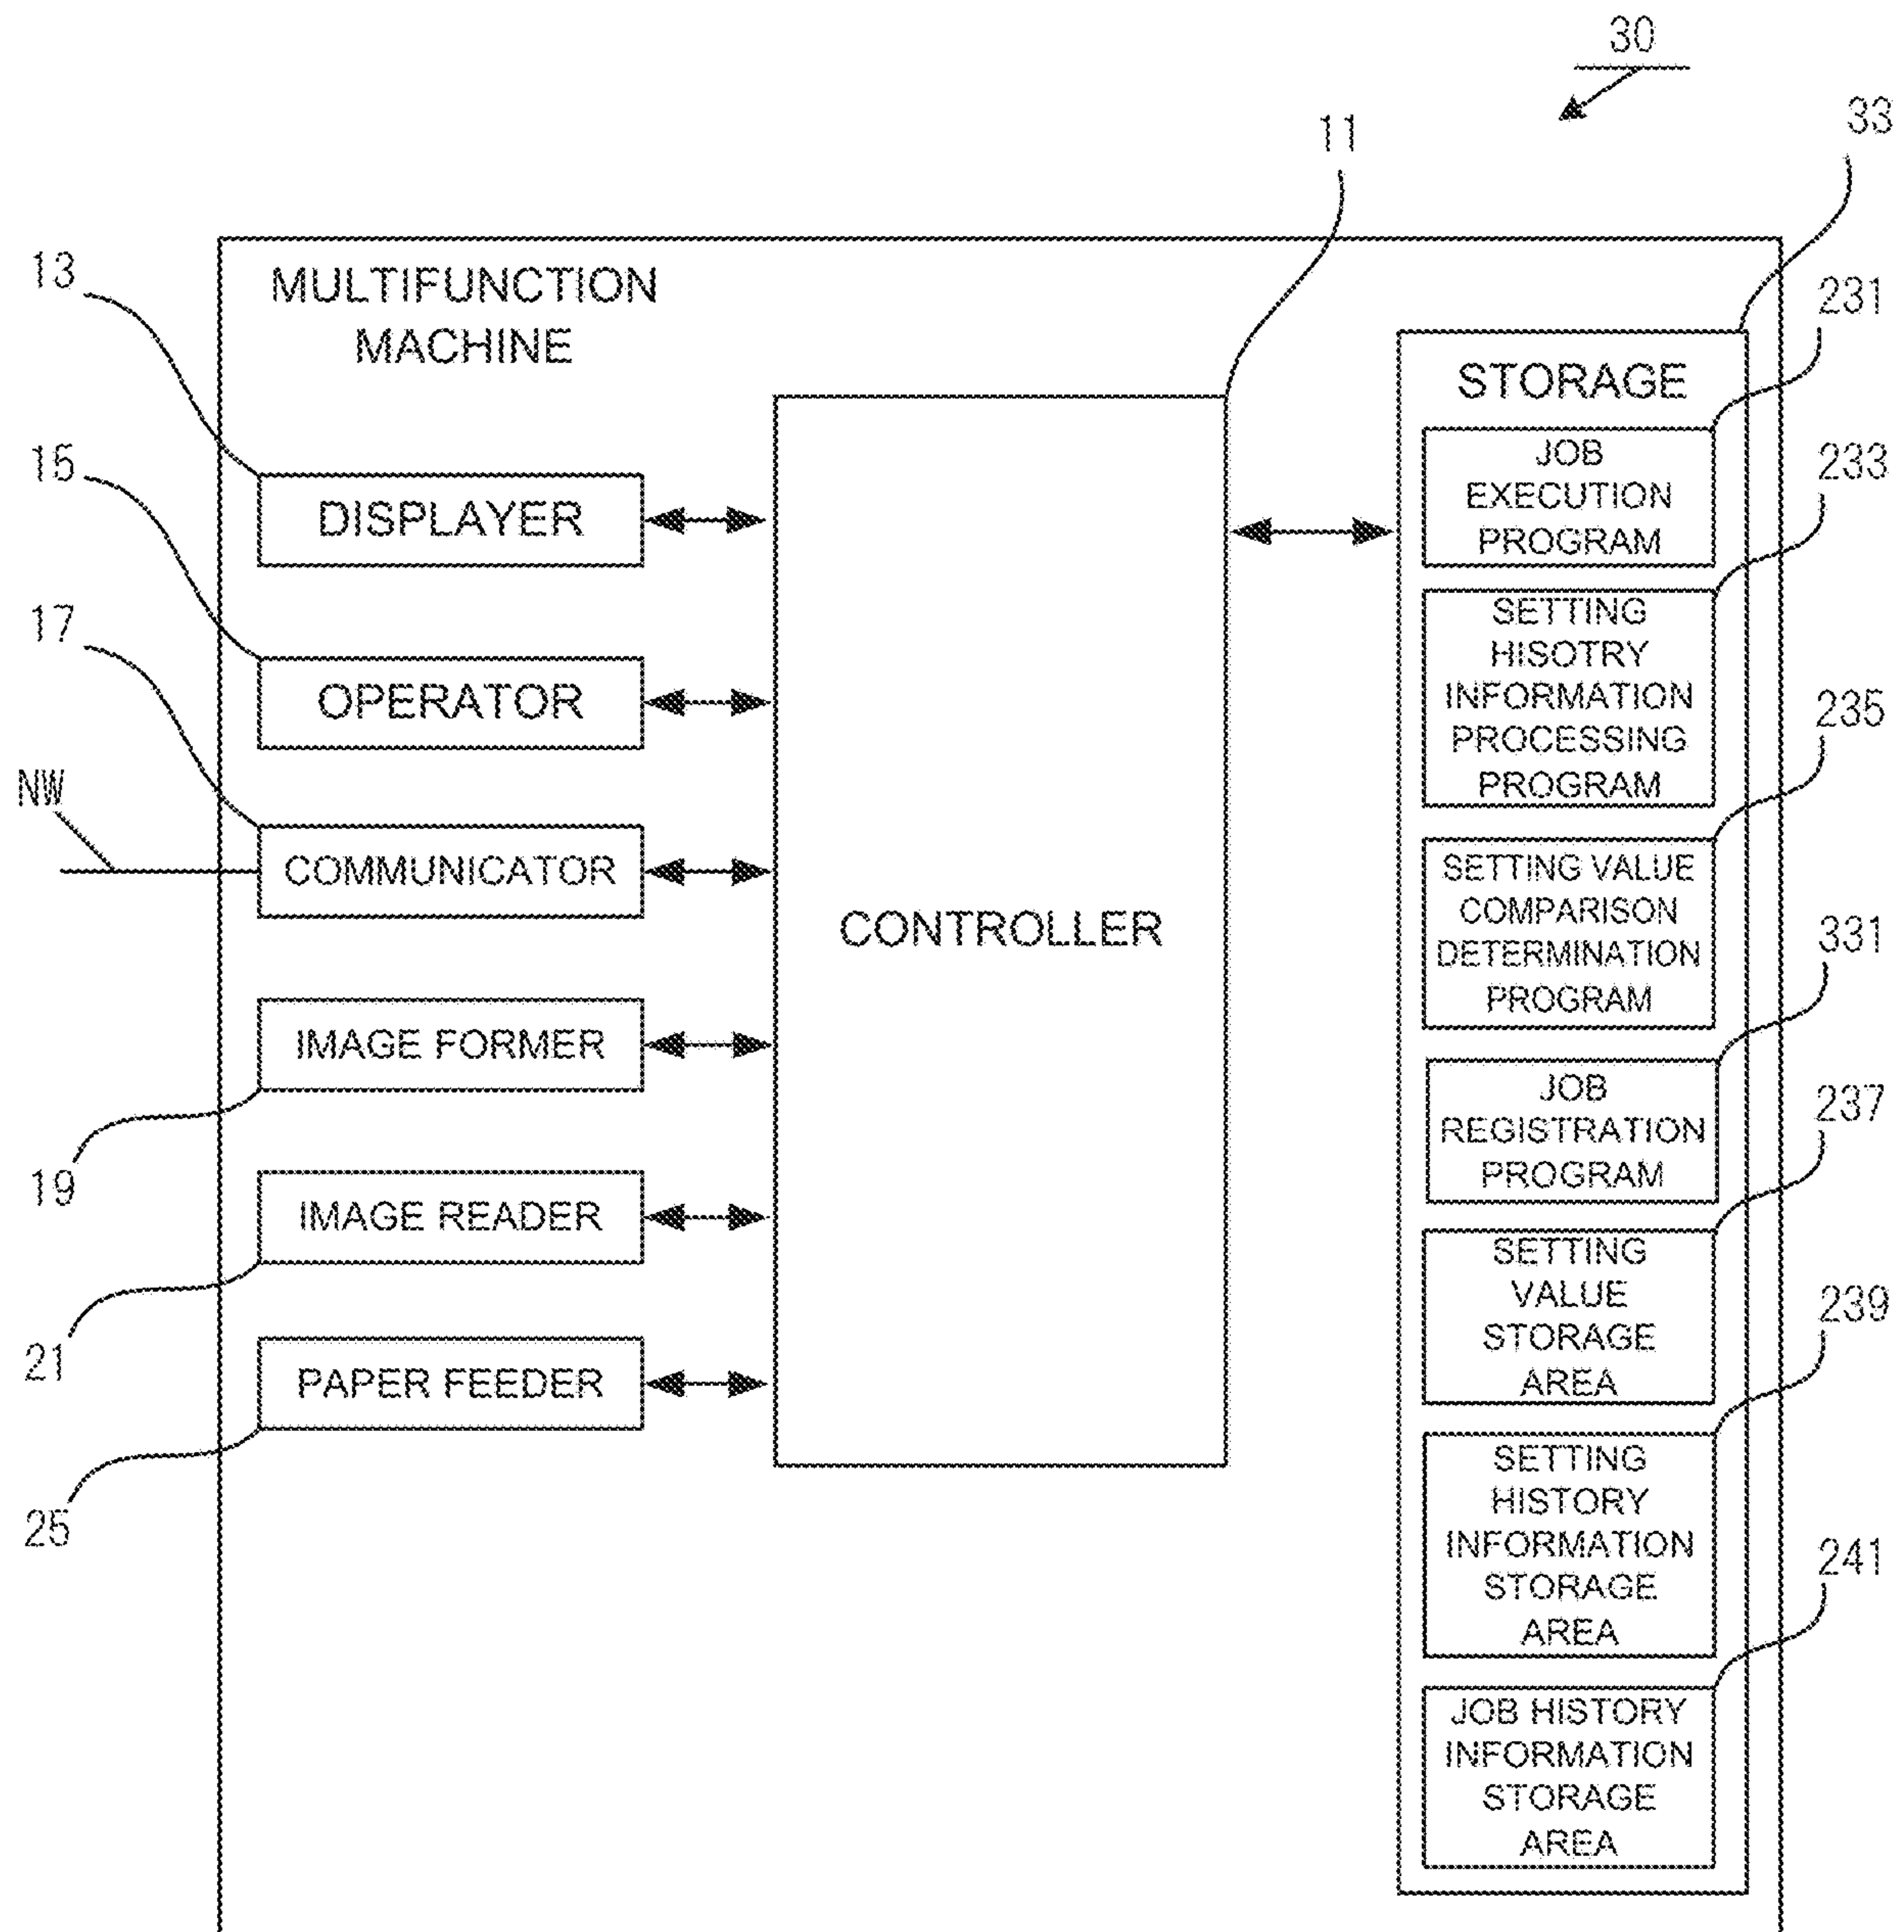 30
33
11
MULTIFUNCTION
MACHINE
13
231
STORAGE
JOB
EXECUTION
PROGRAM
15
DISPLAYER
233
SETTING
HISOTRY
INFORMATION
PROCESSING
PROGRAM
17
OPERATOR
235
NW
COMMUNICATOR
SETTING VALUE
COMPARISON
DETERMINATION
PROGRAM
CONTROLLER
331
IMAGE FORMER
JOB
REGISTRATION
PROGRAM
237
19
IMAGE READER
SETTING
VALUE
STORAGE
AREA
239
21
PAPER FEEDER
SETTING
HISTORY
INFORMATION
STORAGE
AREA
25
241
JOB HISTORY
INFORMATION
STORAGE
AREA